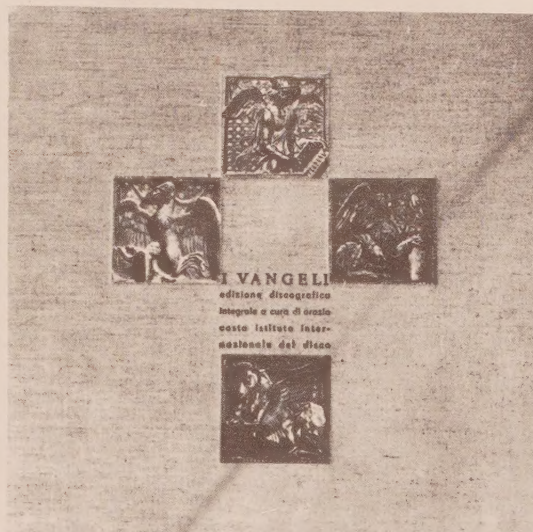 I VANGELI
edizione discografica
integrale a cura di orazio
costa istituto inter-
nazionale del disco